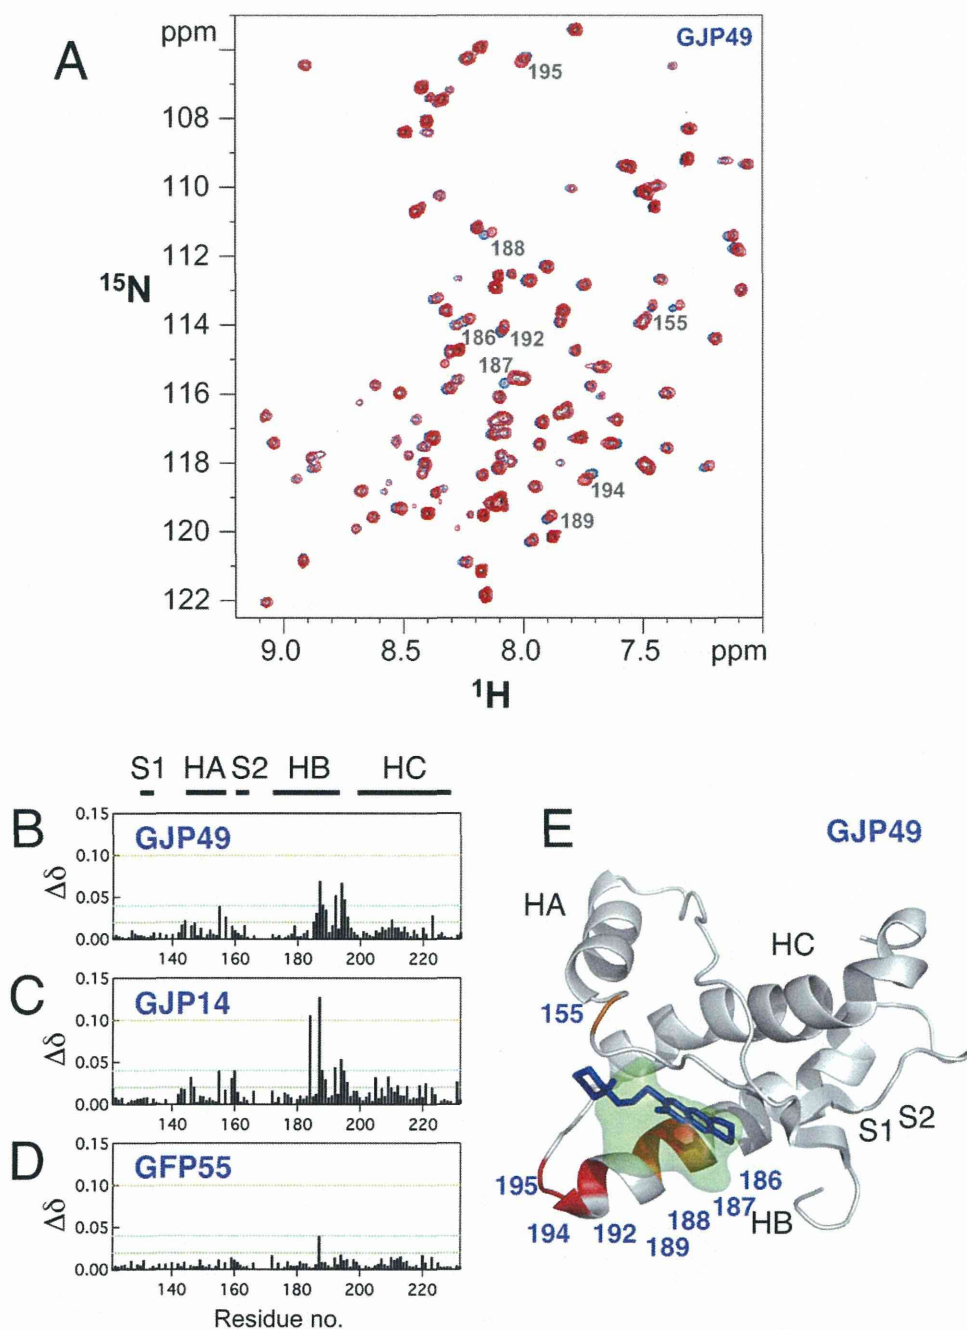 A
ppm
GJP49
195
108
110
112
15N
188
114
186
192
155
187
116
118
194
189
120
122
9.0 8.5 8.0 7.5 ppm
1H
S1 HA S2 HB HC
B
GJP49
0.15
0.10
0.05
0.00
Δδ
140 160 180 200 220
C
GJP14
0.15
0.10
0.05
0.00
Δδ
140 160 180 200 220
D
GFP55
0.15
0.10
0.05
0.00
Δδ
140 160 180 200 220
Residue no.
E
GJP49
HA
HC
155
S1 S2
195
186
187
HB
194
192
188
189